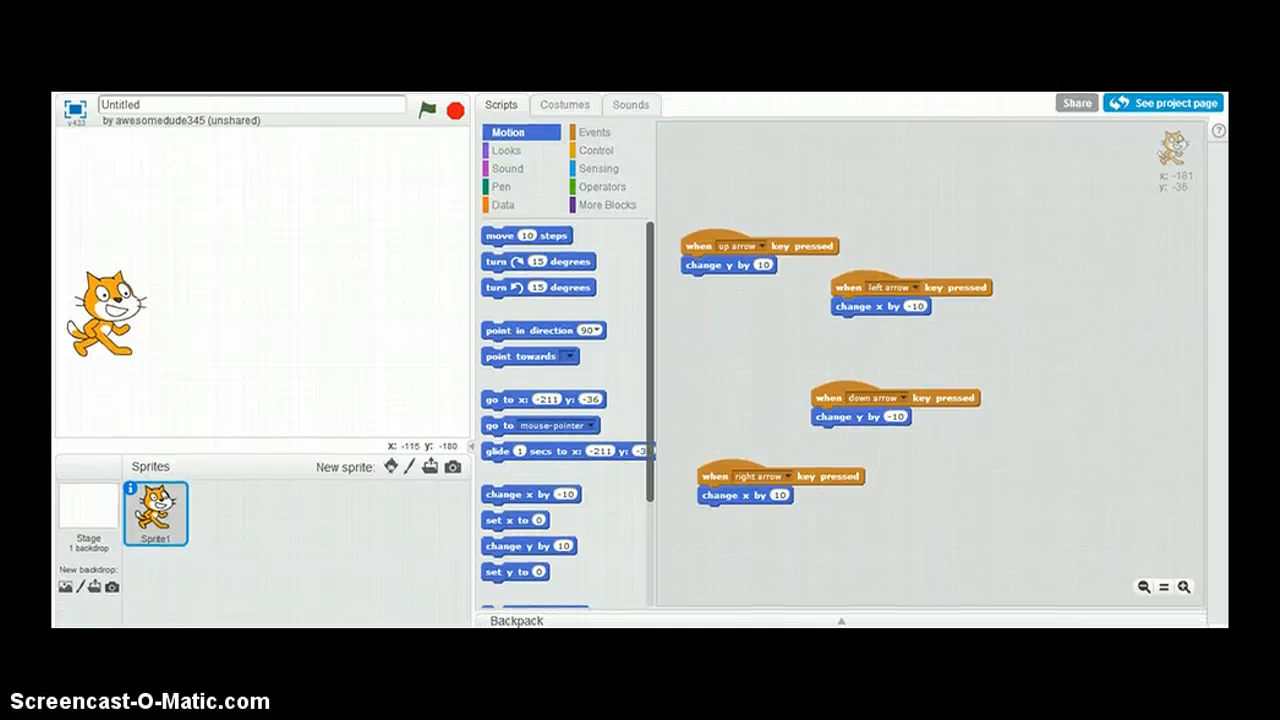 Untitled
v433
by awesomedude345 (unshared)
Scripts
Costumes
Sounds
Share
See project page
Motion
Events
Looks
Control
Sound
Sensing
Pen
Operators
Data
More Blocks
x: -181
y: -36
move 10 steps
turn 15 degrees
turn 15 degrees
point in direction 90
point towards
go to x: -211 y: -36
go to mouse-pointer
glide 1 secs to x: -211 y:
change x by -10
set x to 0
change y by 10
set y to 0
when up arrow key pressed
change y by 10
when left arrow key pressed
change x by -10
when down arrow key pressed
change y by -10
when right arrow key pressed
change x by 10
x: -115 y: -180
Sprites
New sprite:
Stage
1 backdrop
New backdrop:
i
Sprite1
Backpack
?
Screencast-O-Matic.com